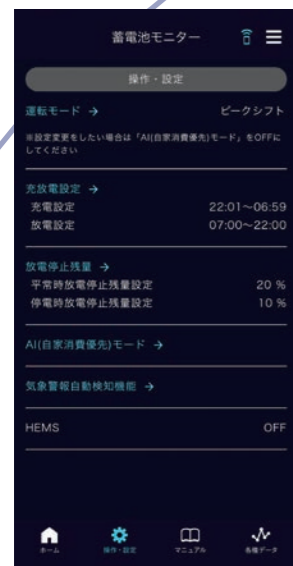 蓄電池モニター
操作・設定
運転モード → ピークシフト
※設定変更をしたい場合は「AI(自家消費優先)モード」をOFFに
してください
充放電設定 →
充電設定 22:01~06:59
放電設定 07:00~22:00
放電停止残量 →
平常時放電停止残量設定 20 %
停電時放電停止残量設定 10 %
AI(自家消費優先)モード →
気象警報自動検知機能 →
HEMS OFF
ホーム 操作・設定 マニュアル 各種データ